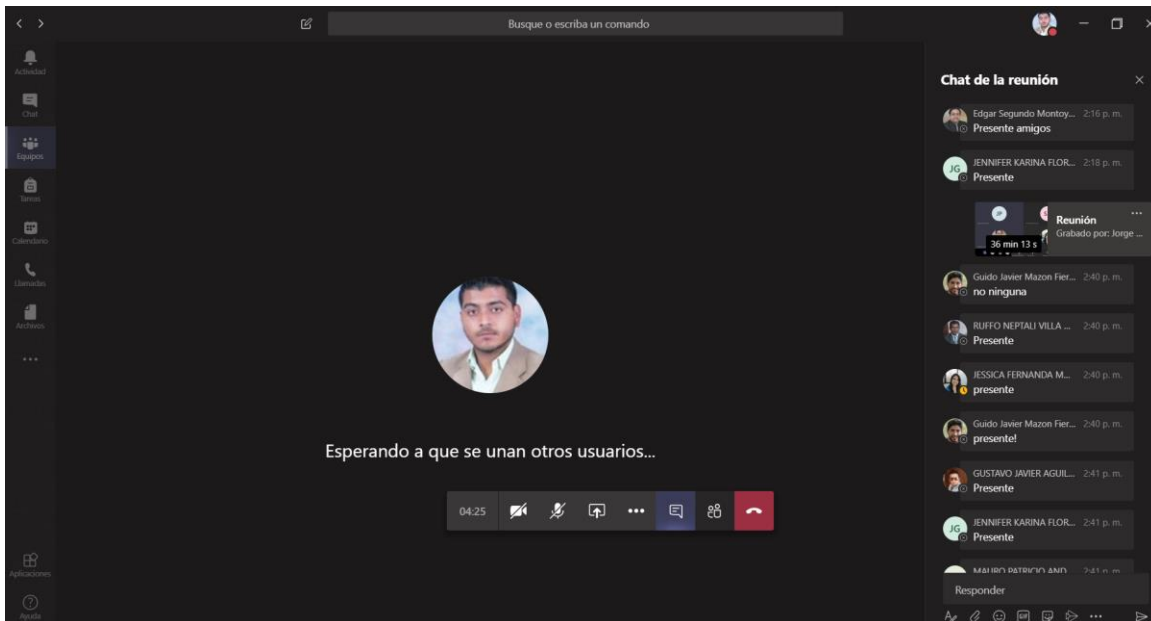 Busque o escriba un comando
Actividad
Chat
Equipos
Tareas
Calendario
Llamadas
Archivos
Aplicaciones
Ayuda
Esperando a que se unan otros usuarios...
04:25
Chat de la reunión
Edgar Segundo Montoy... 2:16 p. m.
Presente amigos
JG
JENNIFER KARINA FLOR... 2:18 p. m.
Presente
36 min 13 s
Reunión
Grabado por: Jorge ...
Guido Javier Mazon Fier... 2:40 p. m.
no ninguna
RUFFO NEPTALI VILLA ... 2:40 p. m.
Presente
JESSICA FERNANDA M... 2:40 p. m.
presente
Guido Javier Mazon Fier... 2:40 p. m.
presente!
GUSTAVO JAVIER AGUIL... 2:41 p. m.
Presente
JG
JENNIFER KARINA FLOR... 2:41 p. m.
Presente
MAURO PATRICIO AND... 2:41 p. m.
Responder
GIF